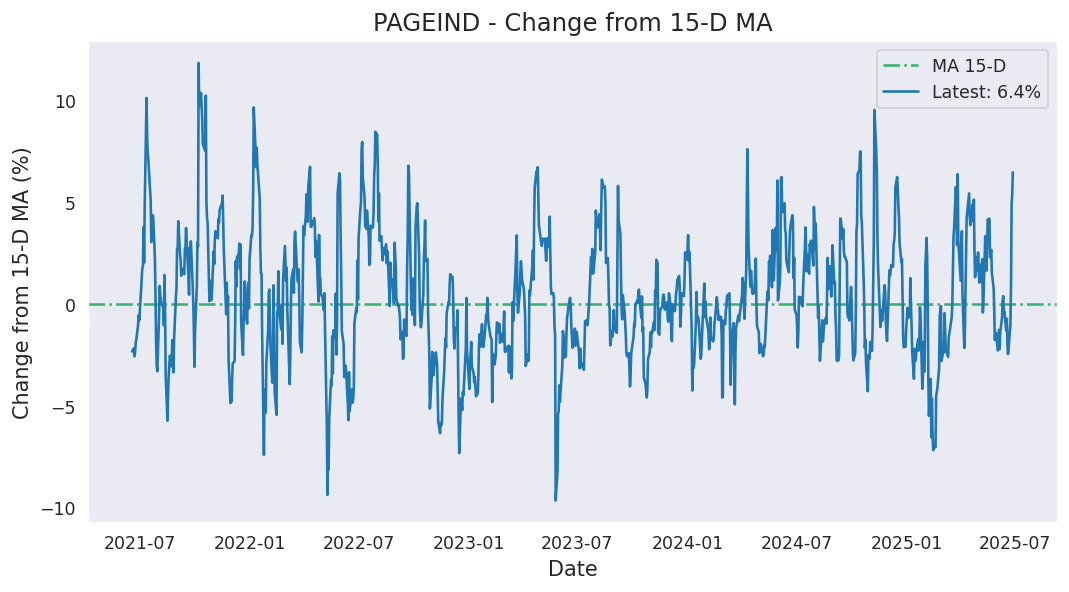 PAGEIND - Change from 15-D MA
MA 15-D
Latest: 6.4%
Change from 15-D MA (%)
10
5
0
−5
−10
2021-07
2022-01
2022-07
2023-01
2023-07
2024-01
2024-07
2025-01
2025-07
Date